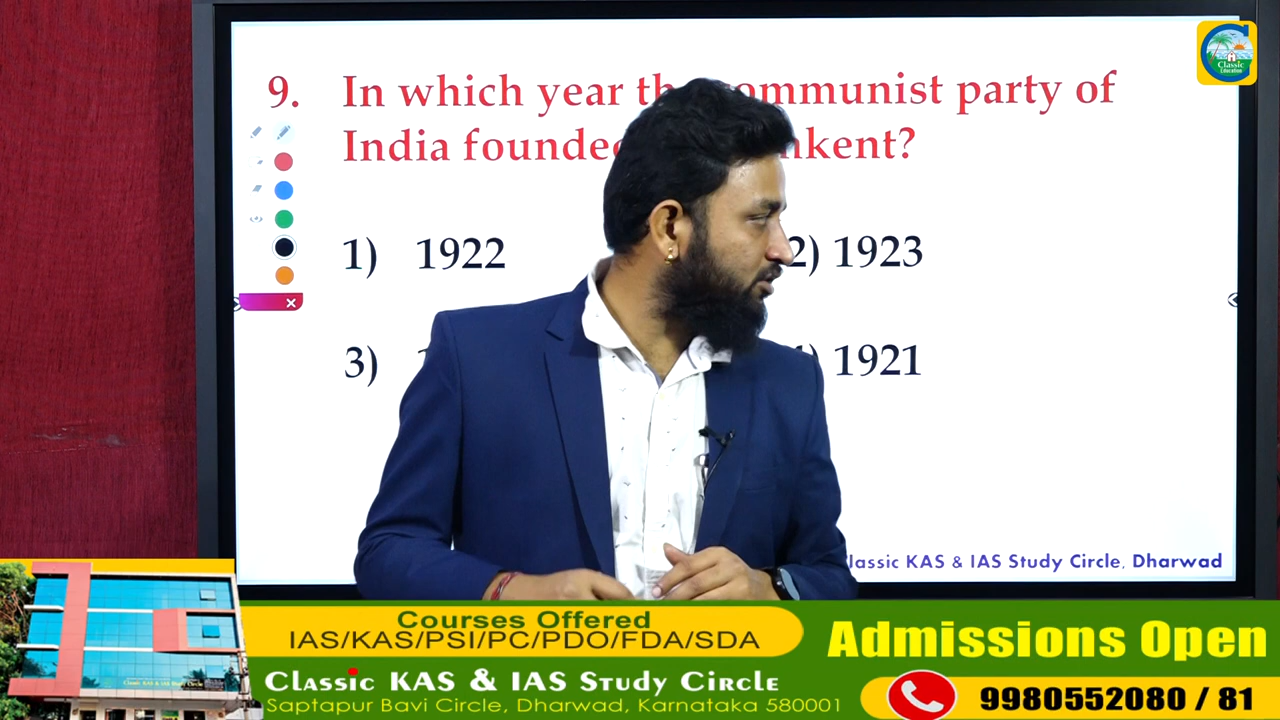 9. In which year ommunist party of
India founde nkent?
1) 1922
2) 1923
3)
1921
Classic
Education
lassic KAS & IAS Study Circle, Dharwad
Courses Offered
IAS/KAS/PSI/PC/PDO/FDA/SDA
Admissions Open
Classic KAS & IAS Study Circle
Saptapur Bavi Circle, Dharwad, Karnataka 580001
9980552080 / 81